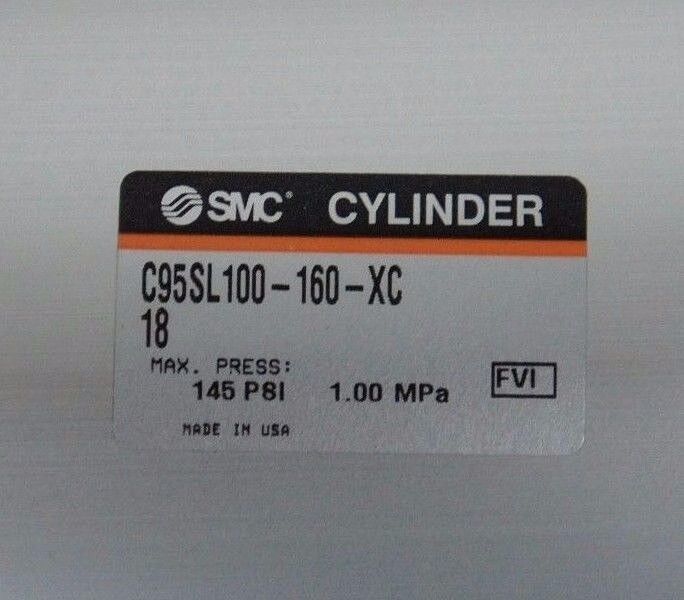 SMC® CYLINDER
C95SL100-160-XC
18
MAX. PRESS:
145 PSI 1.00 MPa
FVI
MADE IN USA